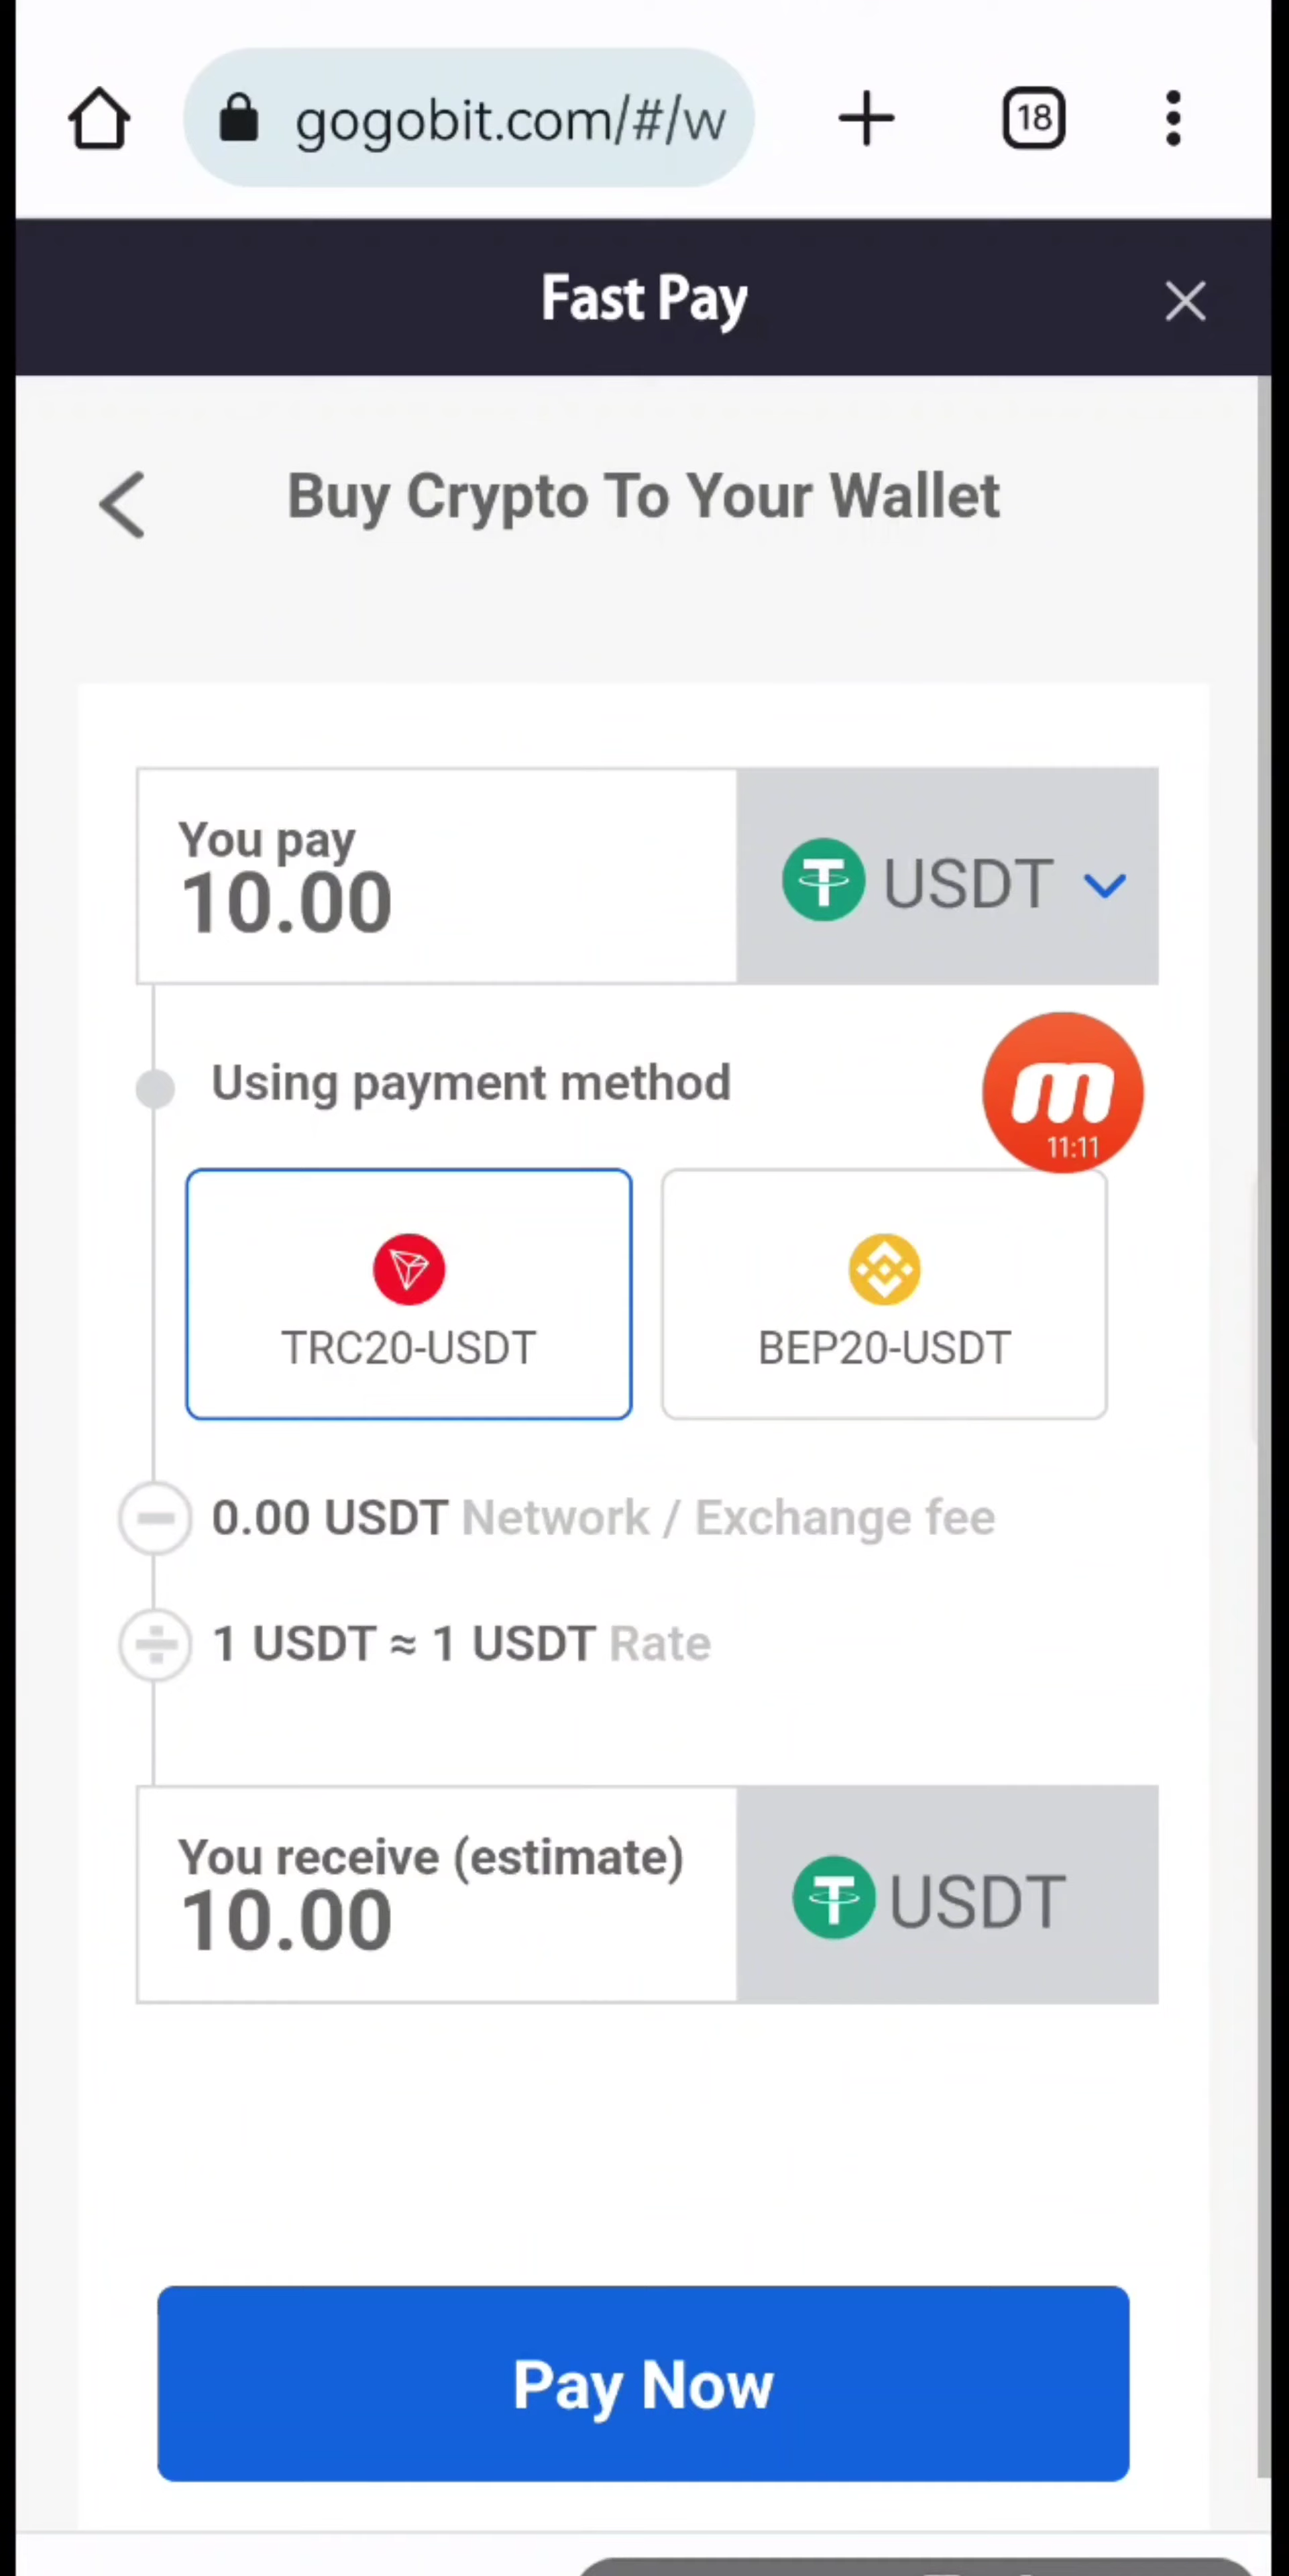 gogobit.com/#/w
18
Fast Pay
Buy Crypto To Your Wallet
You pay
10.00
USDT
Using payment method
m
11:11
TRC20-USDT
BEP20-USDT
0.00 USDT Network / Exchange fee
1 USDT ≈ 1 USDT Rate
You receive (estimate)
10.00
USDT
Pay Now